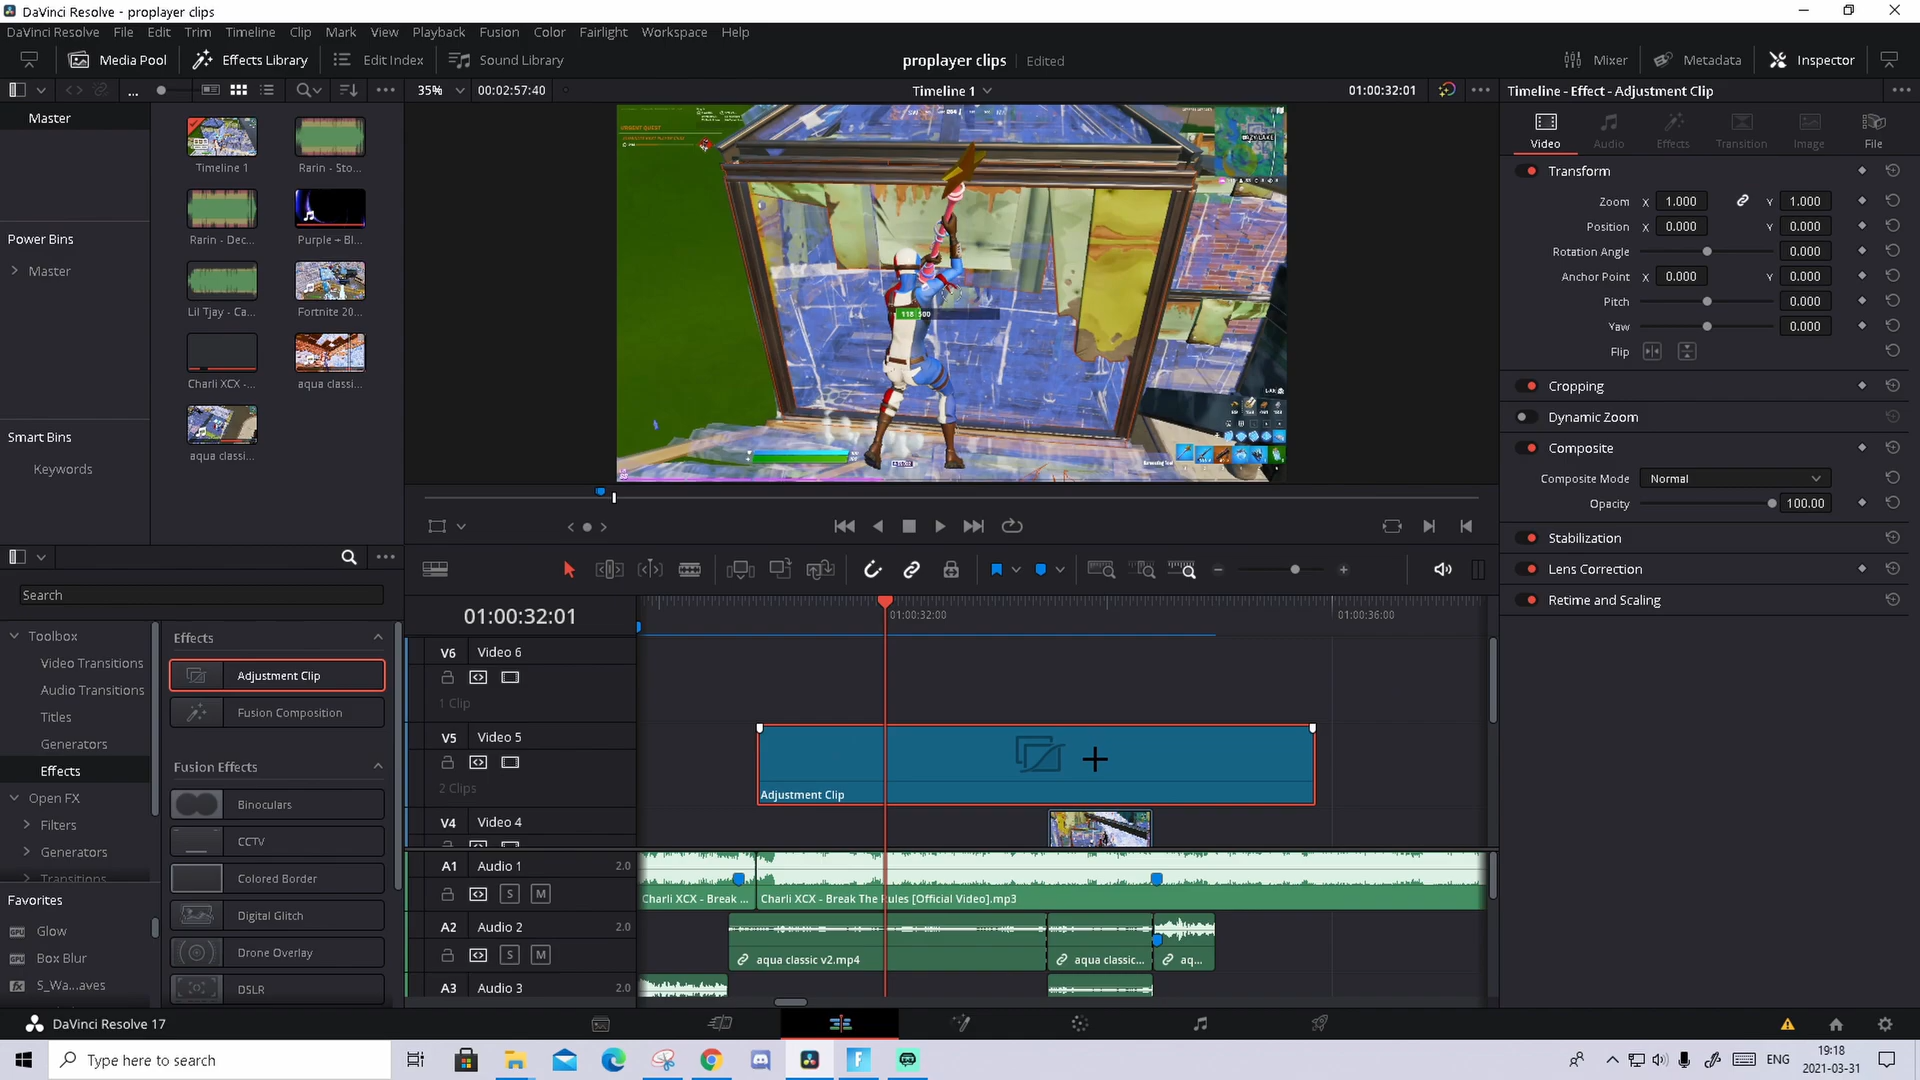 DaVinci Resolve - proplayer clips
DaVinci Resolve File Edit Trim Timeline Clip Mark View Playback Fusion Color Fairlight Workspace Help
Media Pool Effects Library Edit Index Sound Library proplayer clips Edited Mixer Metadata Inspector
35% 00:02:57:40 Timeline 1 01:00:32:01 Timeline - Effect - Adjustment Clip
Master
Power Bins
Master
Smart Bins
Keywords
Timeline 1
Rarin - Sto...
Rarin - Dec...
Purple + Bl...
Lil Tjay - Ca...
Fortnite 20...
Charli XCX -...
aqua classi...
aqua classi...
URGENT QUEST
118 500
Video Audio Effects Transition Image File
Transform
Zoom X 1.000 Y 1.000
Position X 0.000 Y 0.000
Rotation Angle 0.000
Anchor Point X 0.000 Y 0.000
Pitch 0.000
Yaw 0.000
Flip
Cropping
Dynamic Zoom
Composite
Composite Mode Normal
Opacity 100.00
Stabilization
Lens Correction
Retime and Scaling
Search
Toolbox
Video Transitions
Audio Transitions
Titles
Generators
Effects
Open FX
Filters
Generators
Transitions
Favorites
Glow
Box Blur
S_Wa...aves
Effects
Adjustment Clip
Fusion Composition
Fusion Effects
Binoculars
CCTV
Colored Border
Digital Glitch
Drone Overlay
DSLR
01:00:32:01
01:00:32:00 01:00:36:00
V6 Video 6
1 Clip
V5 Video 5
2 Clips
Adjustment Clip
V4 Video 4
A1 Audio 1 2.0
S M
Charli XCX - Break ... Charli XCX - Break The Rules [Official Video].mp3
A2 Audio 2 2.0
S M
aqua classic v2.mp4 aqua classic... aq...
A3 Audio 3 2.0
DaVinci Resolve 17
Type here to search
ENG
19:18
2021-03-31